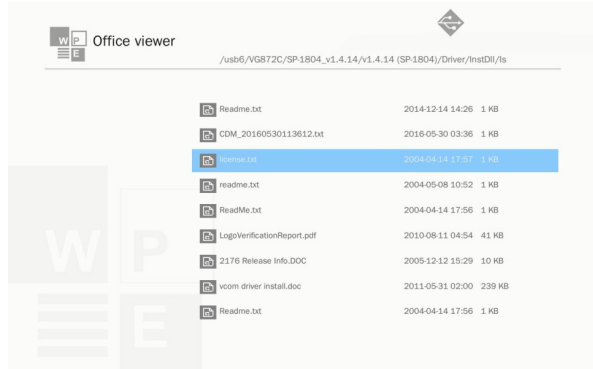 W P E Office viewer
/usb6/VG872C/SP-1804_v1.4.14/v1.4.14 (SP-1804)/Driver/InstDll/Is
Readme.txt 2014-12-14 14:26 1 KB
CDM_20160530113612.txt 2016-05-30 03:36 1 KB
license.txt 2004-04-14 17:57 1 KB
readme.txt 2004-05-08 10:52 1 KB
ReadMe.txt 2004-04-14 17:56 1 KB
LogoVerificationReport.pdf 2010-08-11 04:54 41 KB
2176 Release Info.DOC 2005-12-12 15:29 10 KB
vcom driver install.doc 2011-05-31 02:00 239 KB
Readme.txt 2004-04-14 17:56 1 KB
W P
E